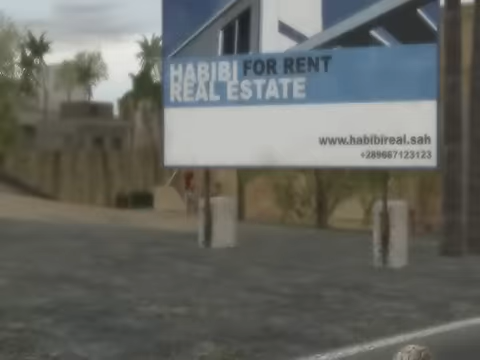 HABIBI FOR RENT
REAL ESTATE
www.habibireal.sah
+289667123123